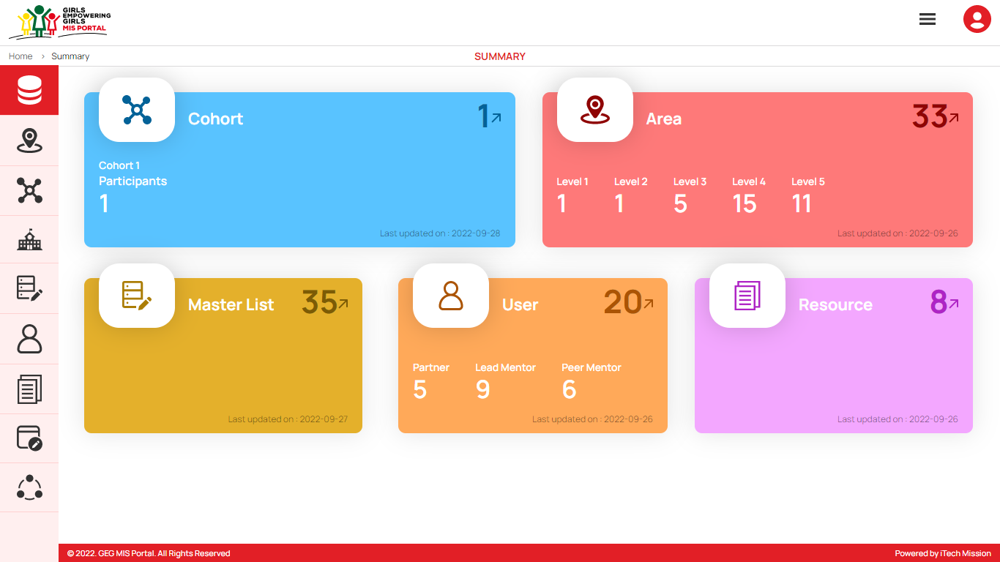 GIRLS
EMPOWERING
GIRLS
MIS PORTAL
Home > Summary
SUMMARY
Cohort
1
Cohort 1
Participants
1
Last updated on : 2022-09-28
Area
33
Level 1 Level 2 Level 3 Level 4 Level 5
1 1 5 15 11
Last updated on : 2022-09-26
Master List
35
Last updated on : 2022-09-27
User
20
Partner Lead Mentor Peer Mentor
5 9 6
Last updated on : 2022-09-26
Resource
8
Last updated on : 2022-09-26
© 2022. GEG MIS Portal. All Rights Reserved
Powered by iTech Mission